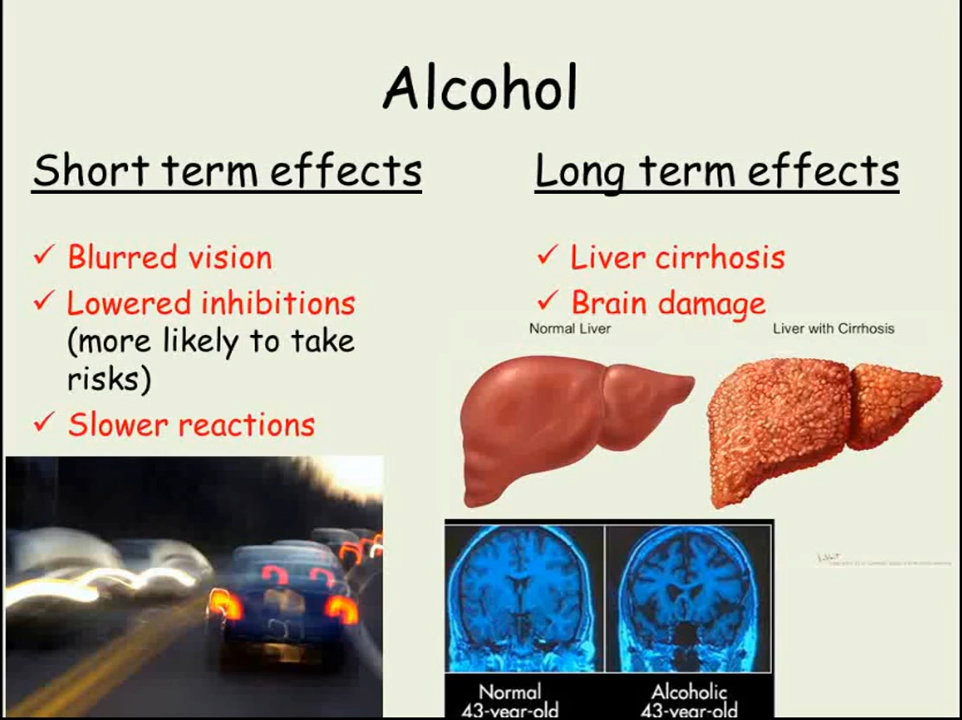 Alcohol
Short term effects
Blurred vision
Lowered inhibitions
(more likely to take
risks)
Slower reactions
Long term effects
Liver cirrhosis
Brain damage
Normal Liver
Liver with Cirrhosis
Normal
43-year-old
Alcoholic
43-year-old